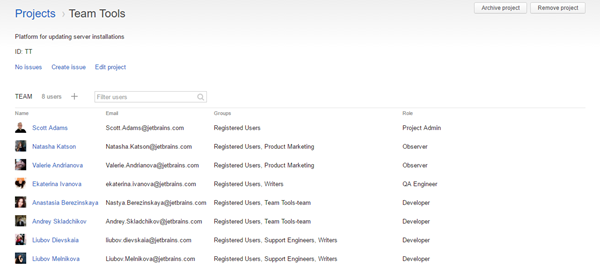 Projects › Team Tools
Archive project
Remove project
Platform for updating server installations
ID TT
No issues Create issue Edit project
TEAM 8 users + Filter users
Name Email Groups Role
Scott Adams Scott.Adams@jetbrains.com Registered Users Project Admin
Natasha Katson Natasha.Katson@jetbrains.com Registered Users, Product Marketing Observer
Valerie Andrianova Valerie.Andrianova@jetbrains.com Registered Users, Product Marketing Observer
Ekaterina Ivanova ekaterina.ivanova@jetbrains.com Registered Users, Writers QA Engineer
Anastasia Berezinskaya Nastya.Berezinskaya@jetbrains.com Registered Users, Team Tools-team Developer
Andrey Skladchikov Andrey.Skladchikov@jetbrains.com Registered Users, Team Tools-team Developer
Liubov Dievskaia liubov.dievskaia@jetbrains.com Registered Users, Support Engineers, Writers Developer
Liubov Melnikova Liubov.Melnikova@jetbrains.com Registered Users, Support Engineers, Writers Developer